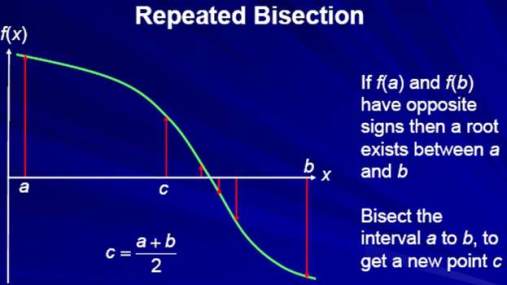 Repeated Bisection
f(x)
If f(a) and f(b)
have opposite
signs then a root
exists between a
and b
b
x
a
c
Bisect the
interval a to b, to
get a new point c
c = a + b
2